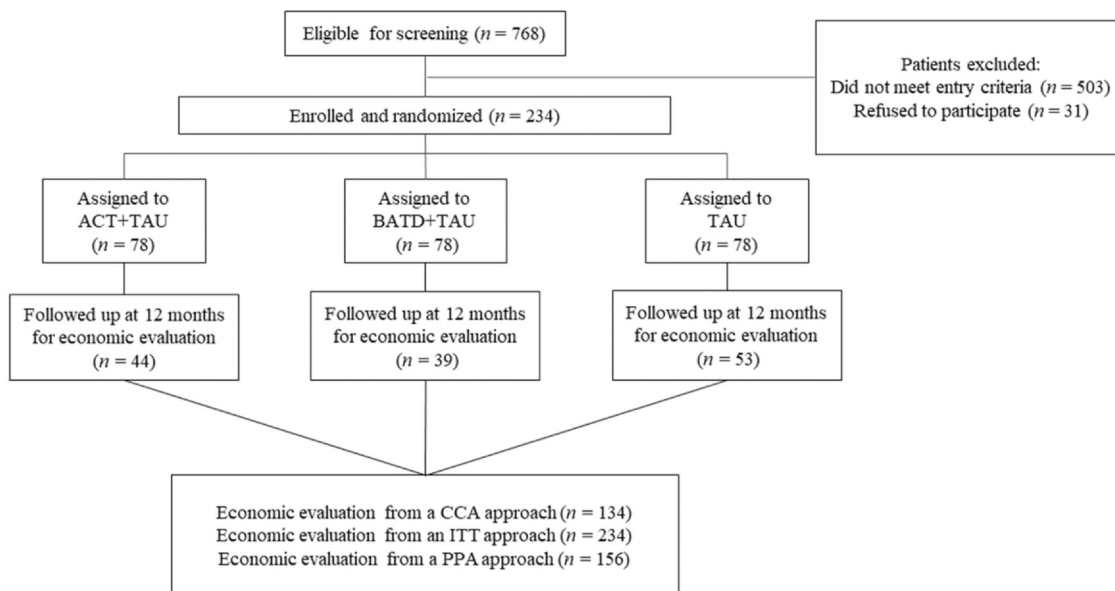 Eligible for screening (n = 768)
Patients excluded:
Did not meet entry criteria (n = 503)
Refused to participate (n = 31)
Enrolled and randomized (n = 234)
Assigned to
ACT+TAU
(n = 78)
Assigned to
BATD+TAU
(n = 78)
Assigned to
TAU
(n = 78)
Followed up at 12 months
for economic evaluation
(n = 44)
Followed up at 12 months
for economic evaluation
(n = 39)
Followed up at 12 months
for economic evaluation
(n = 53)
Economic evaluation from a CCA approach (n = 134)
Economic evaluation from an ITT approach (n = 234)
Economic evaluation from a PPA approach (n = 156)